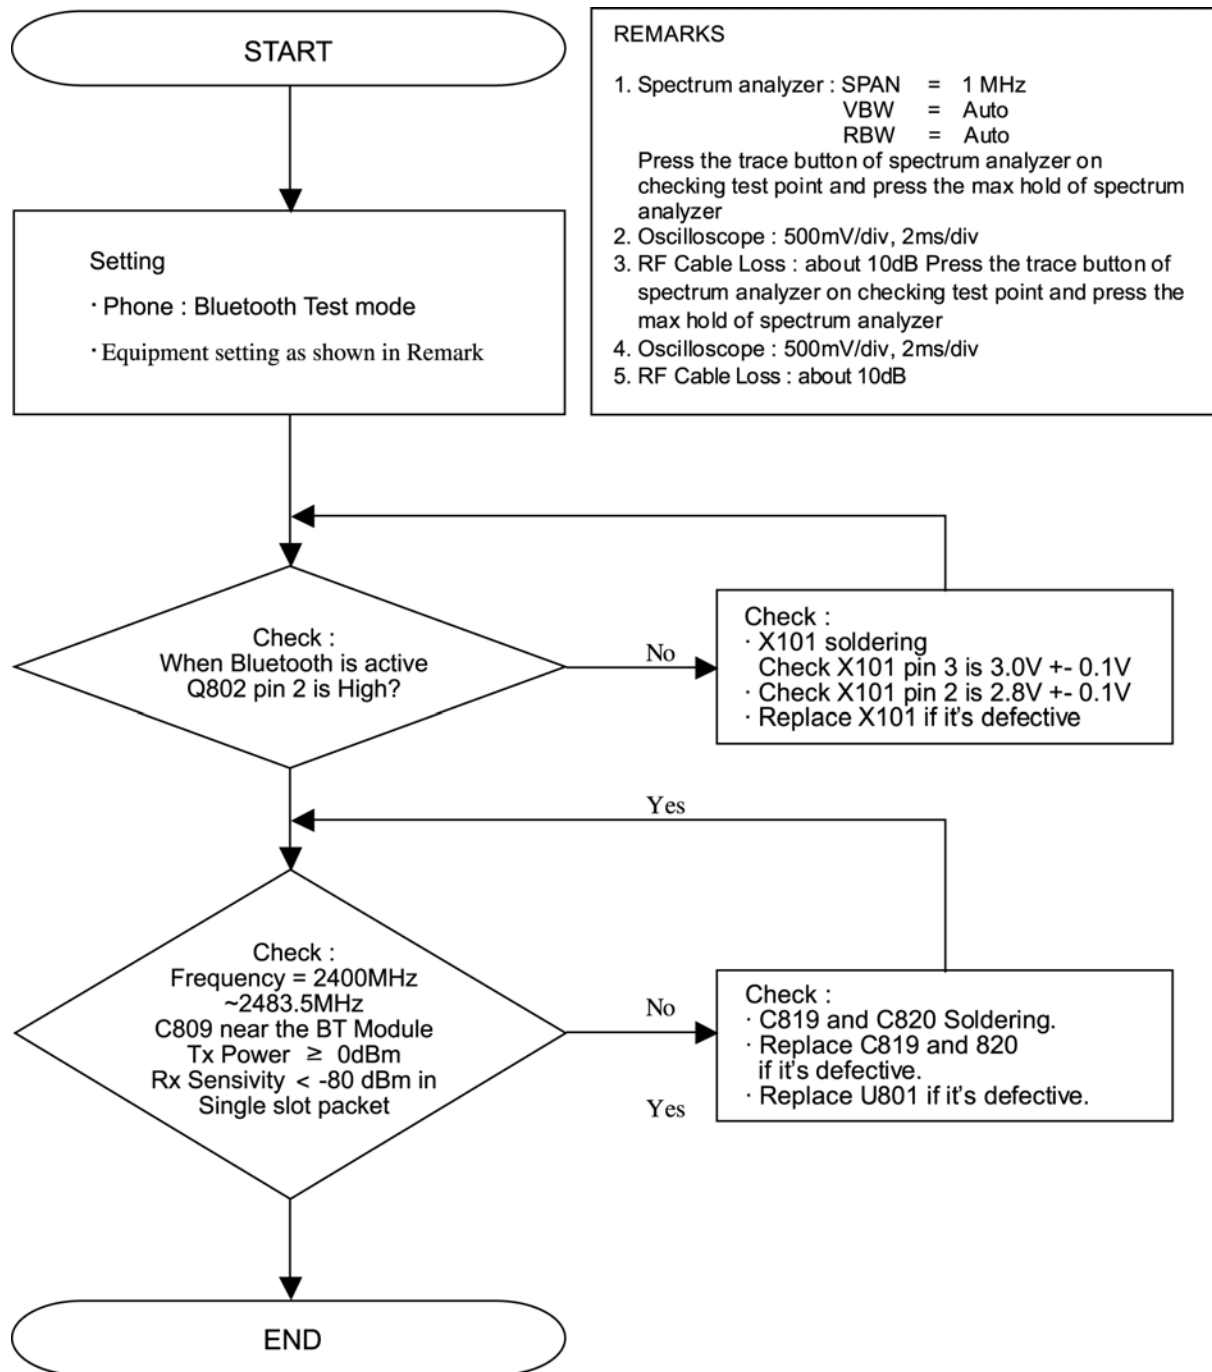 START
REMARKS
1. Spectrum analyzer : SPAN = 1 MHz
VBW = Auto
RBW = Auto
Press the trace button of spectrum analyzer on
checking test point and press the max hold of spectrum
analyzer
2. Oscilloscope : 500mV/div, 2ms/div
3. RF Cable Loss : about 10dB Press the trace button of
spectrum analyzer on checking test point and press the
max hold of spectrum analyzer
4. Oscilloscope : 500mV/div, 2ms/div
5. RF Cable Loss : about 10dB
Setting
· Phone : Bluetooth Test mode
· Equipment setting as shown in Remark
Check :
When Bluetooth is active
Q802 pin 2 is High?
No
Check :
· X101 soldering
Check X101 pin 3 is 3.0V +- 0.1V
· Check X101 pin 2 is 2.8V +- 0.1V
· Replace X101 if it's defective
Yes
Check :
Frequency = 2400MHz
~2483.5MHz
C809 near the BT Module
Tx Power ≥ 0dBm
Rx Sensivity < -80 dBm in
Single slot packet
No
Yes
Check :
· C819 and C820 Soldering.
· Replace C819 and 820
if it's defective.
· Replace U801 if it's defective.
END